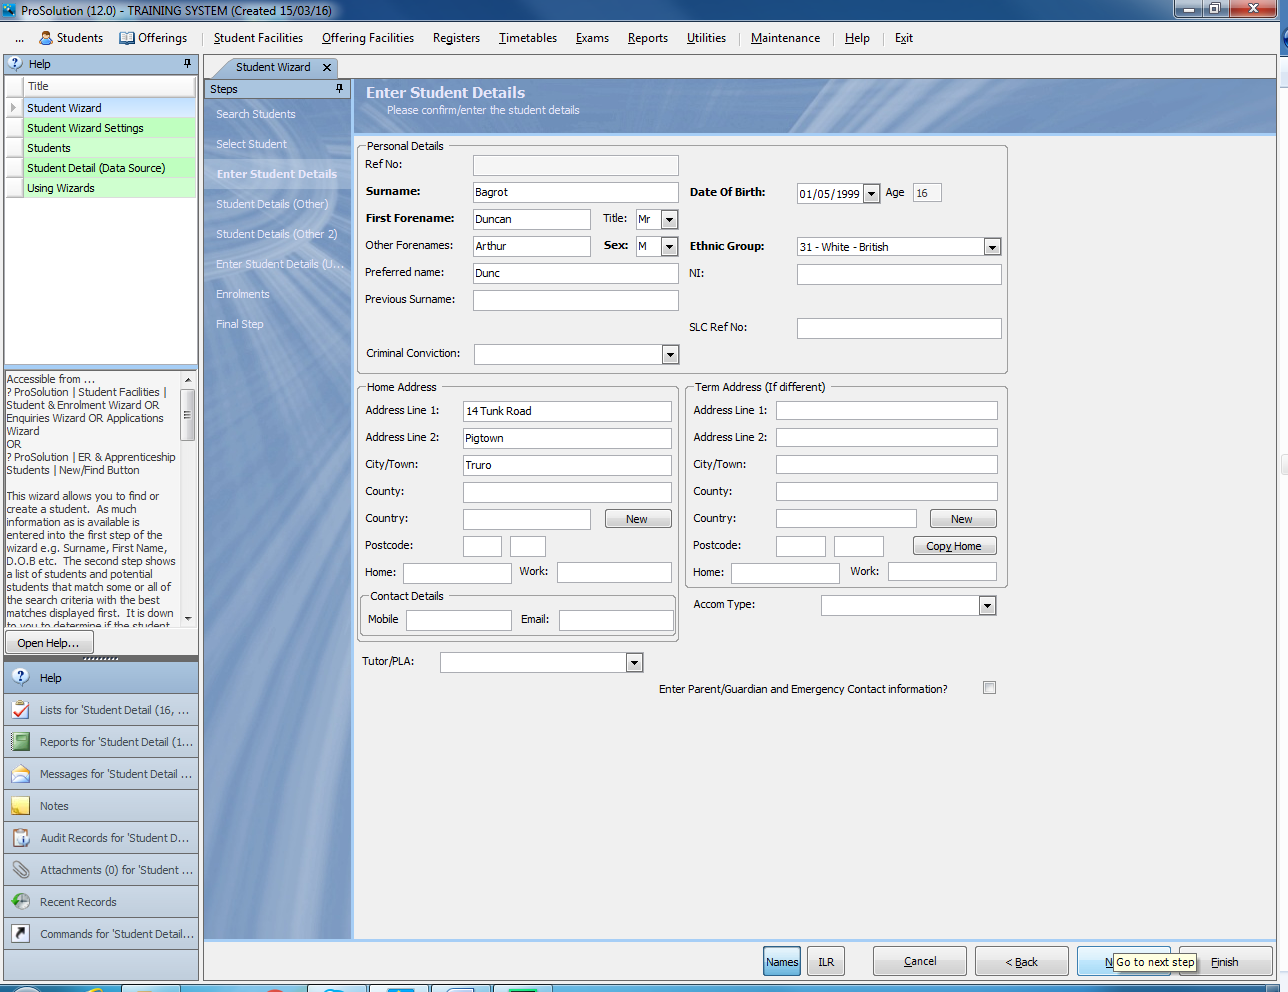 ProSolution (12.0) - TRAINING SYSTEM (Created 15/03/16)
... Students Offerings Student Facilities Offering Facilities Registers Timetables Exams Reports Utilities Maintenance Help Exit
Help
Title
Student Wizard
Student Wizard Settings
Students
Student Detail (Data Source)
Using Wizards
Accessible from ...
? ProSolution | Student Facilities |
Student & Enrolment Wizard OR
Enquiries Wizard OR Applications
Wizard
OR
? ProSolution | ER & Apprenticeship
Students | New/Find Button
This wizard allows you to find or
create a student. As much
information as is available is
entered into the first step of the
wizard e.g. Surname, First Name,
D.O.B etc. The second step shows
a list of students and potential
students that match some or all of
the search criteria with the best
matches displayed first. It is down
to you to determine if the student
Open Help...
Help
Lists for 'Student Detail (16, ...
Reports for 'Student Detail (1...
Messages for 'Student Detail ...
Notes
Audit Records for 'Student D...
Attachments (0) for 'Student ...
Recent Records
Commands for 'Student Detail...
Student Wizard
Steps
Search Students
Select Student
Enter Student Details
Student Details (Other)
Student Details (Other 2)
Enter Student Details (U...
Enrolments
Final Step
Enter Student Details
Please confirm/enter the student details
Personal Details
Ref No:
Surname: Bagrot Date Of Birth: 01/05/1999 Age 16
First Forename: Duncan Title: Mr
Other Forenames: Arthur Sex: M Ethnic Group: 31 - White - British
Preferred name: Dunc NI:
Previous Surname:
SLC Ref No:
Criminal Conviction:
Home Address
Address Line 1: 14 Tunk Road
Address Line 2: Pigtown
City/Town: Truro
County:
Country: New
Postcode:
Home: Work:
Contact Details
Mobile Email:
Term Address (If different)
Address Line 1:
Address Line 2:
City/Town:
County:
Country: New
Postcode: Copy Home
Home: Work:
Accom Type:
Tutor/PLA:
Enter Parent/Guardian and Emergency Contact information?
Names ILR Cancel < Back N Go to next step Finish